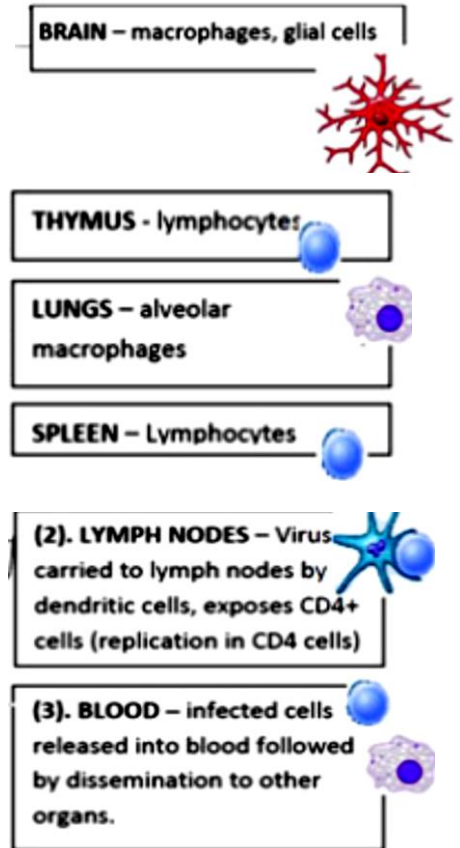 BRAIN – macrophages, glial cells
THYMUS - lymphocytes
LUNGS – alveolar
macrophages
SPLEEN – Lymphocytes
(2). LYMPH NODES – Virus
carried to lymph nodes by
dendritic cells, exposes CD4+
cells (replication in CD4 cells)
(3). BLOOD – infected cells
released into blood followed
by dissemination to other
organs.